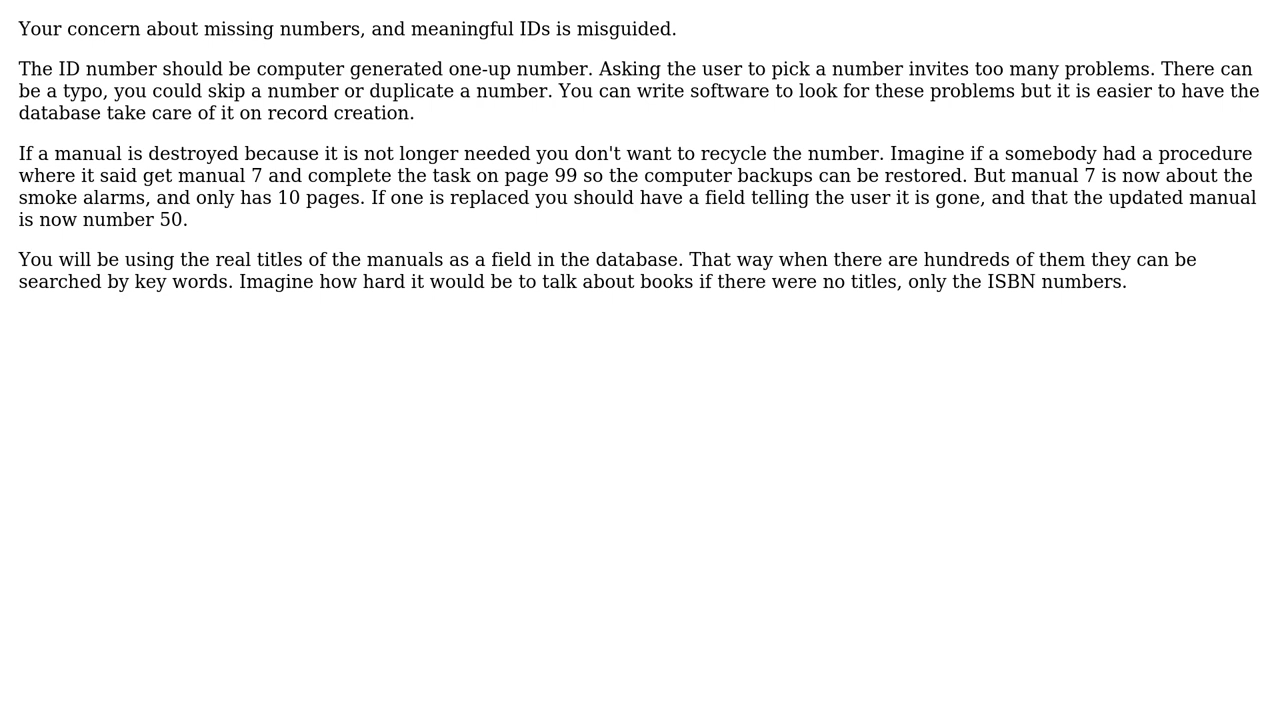 Your concern about missing numbers, and meaningful IDs is misguided.
The ID number should be computer generated one-up number. Asking the user to pick a number invites too many problems. There can
be a typo, you could skip a number or duplicate a number. You can write software to look for these problems but it is easier to have the
database take care of it on record creation.
If a manual is destroyed because it is not longer needed you don't want to recycle the number. Imagine if a somebody had a procedure
where it said get manual 7 and complete the task on page 99 so the computer backups can be restored. But manual 7 is now about the
smoke alarms, and only has 10 pages. If one is replaced you should have a field telling the user it is gone, and that the updated manual
is now number 50.
You will be using the real titles of the manuals as a field in the database. That way when there are hundreds of them they can be
searched by key words. Imagine how hard it would be to talk about books if there were no titles, only the ISBN numbers.